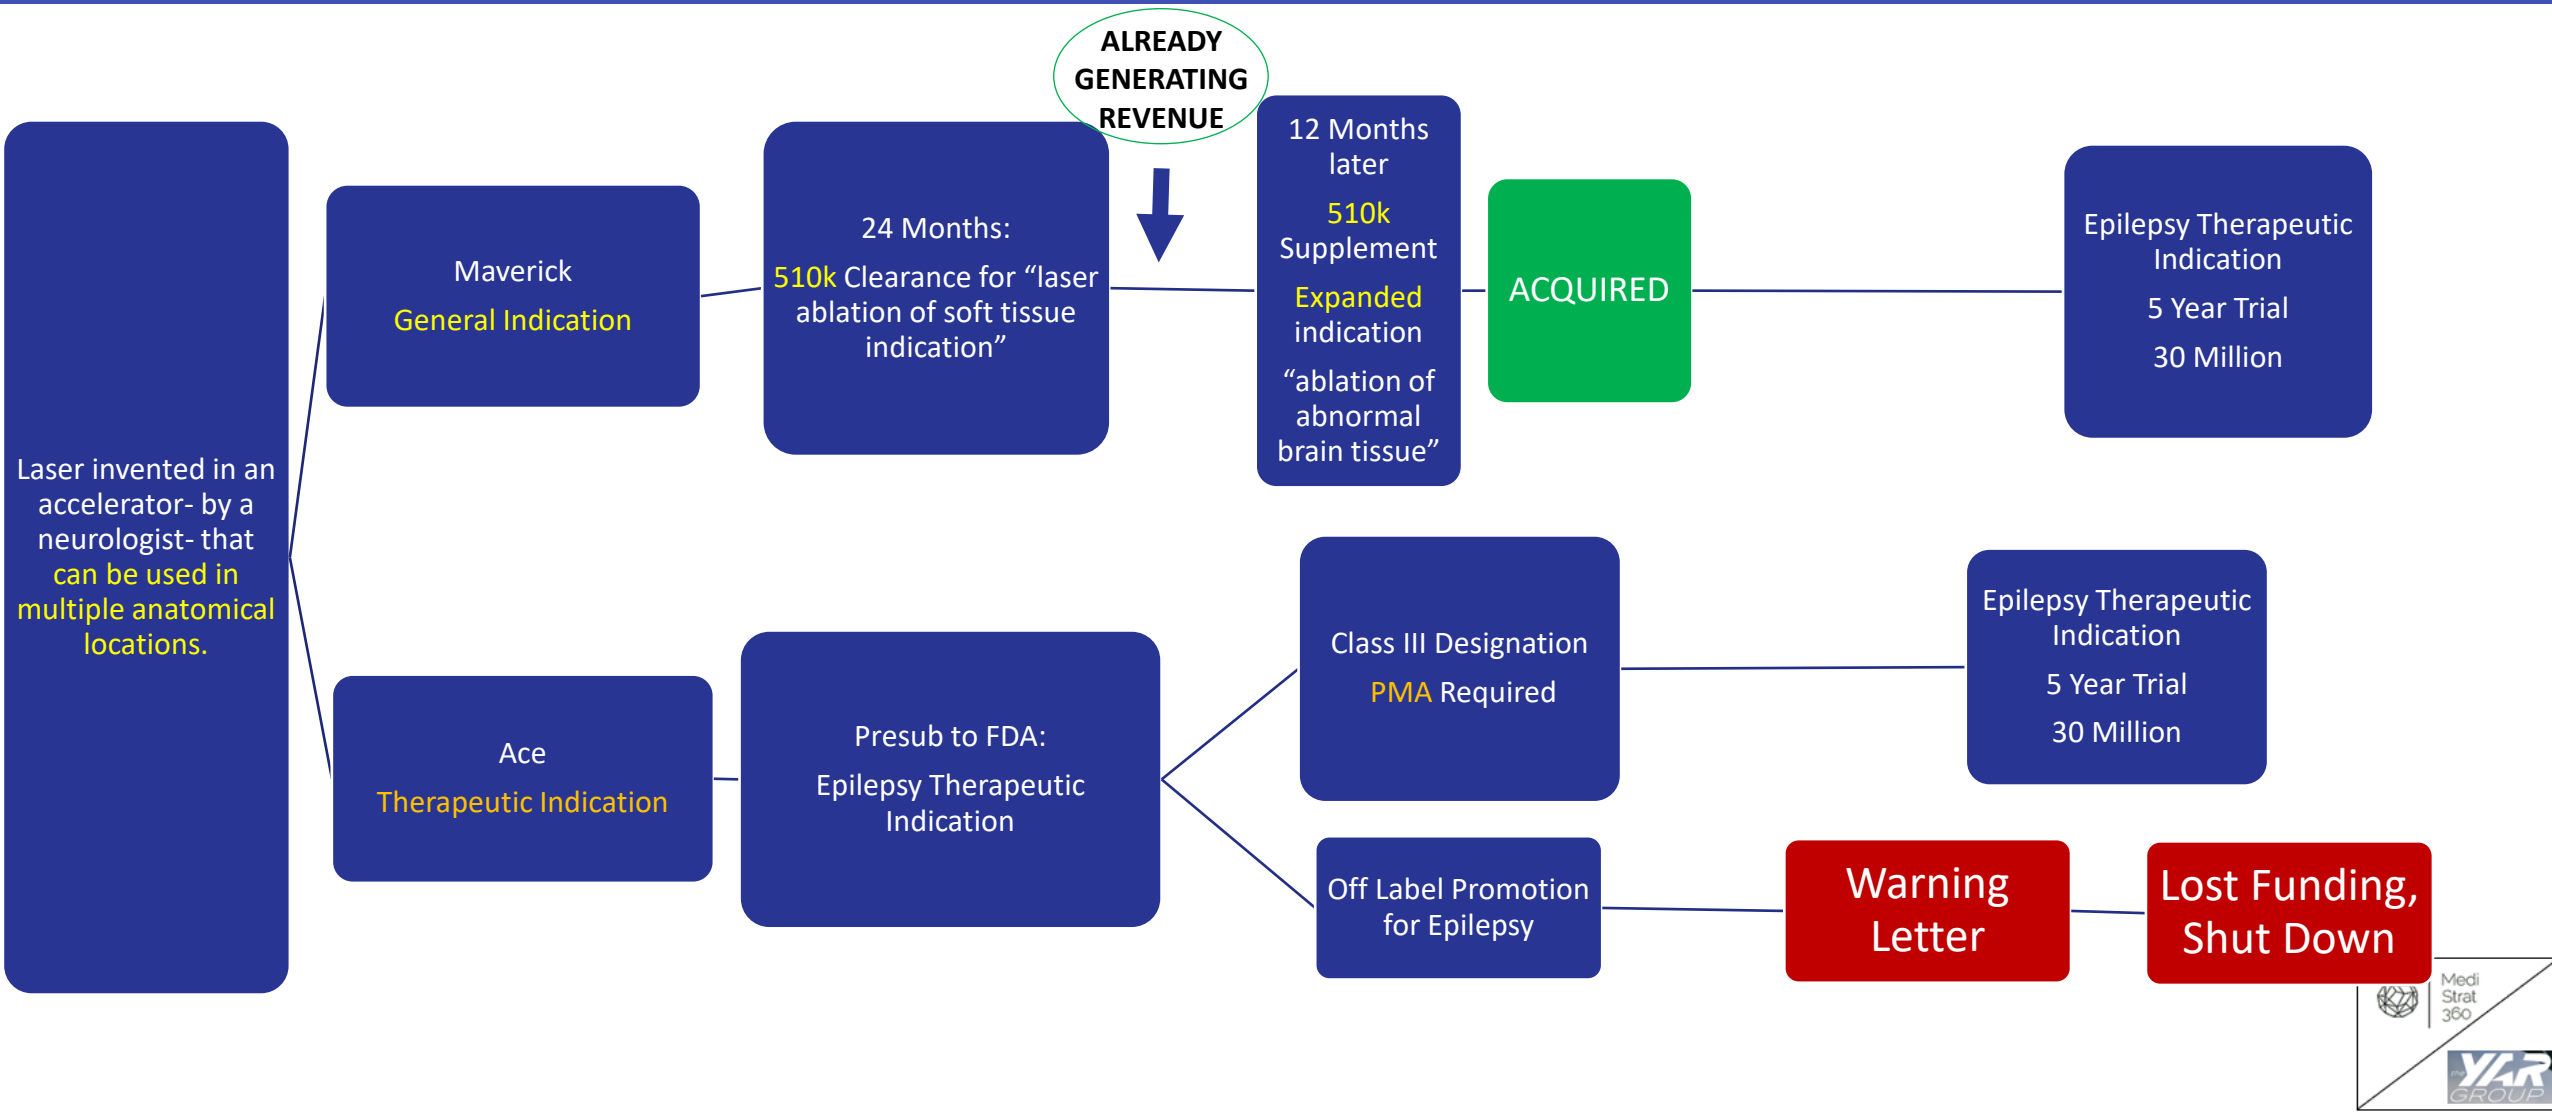 ALREADY
GENERATING
REVENUE
Laser invented in an
accelerator- by a
neurologist- that
can be used in
multiple anatomical
locations.
Maverick
General Indication
24 Months:
510k Clearance for “laser
ablation of soft tissue
indication”
12 Months
later
510k
Supplement
Expanded
indication
“ablation of
abnormal
brain tissue”
ACQUIRED
Epilepsy Therapeutic
Indication
5 Year Trial
30 Million
Ace
Therapeutic Indication
Presub to FDA:
Epilepsy Therapeutic
Indication
Class III Designation
PMA Required
Epilepsy Therapeutic
Indication
5 Year Trial
30 Million
Off Label Promotion
for Epilepsy
Warning
Letter
Lost Funding,
Shut Down
Medi
Strat
360
the YAR
GROUP